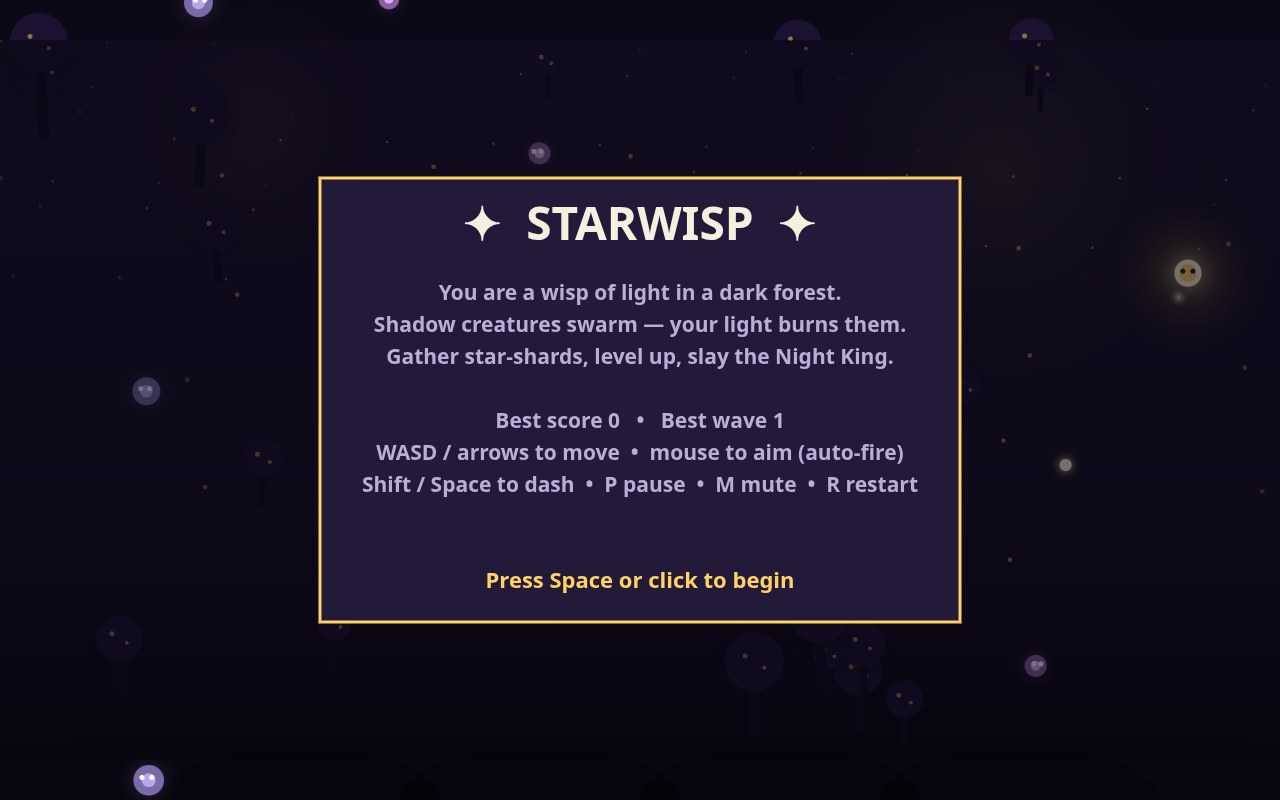 ✦ STARWISP ✦
You are a wisp of light in a dark forest.
Shadow creatures swarm — your light burns them.
Gather star-shards, level up, slay the Night King.
Best score 0 • Best wave 1
WASD / arrows to move • mouse to aim (auto-fire)
Shift / Space to dash • P pause • M mute • R restart
Press Space or click to begin